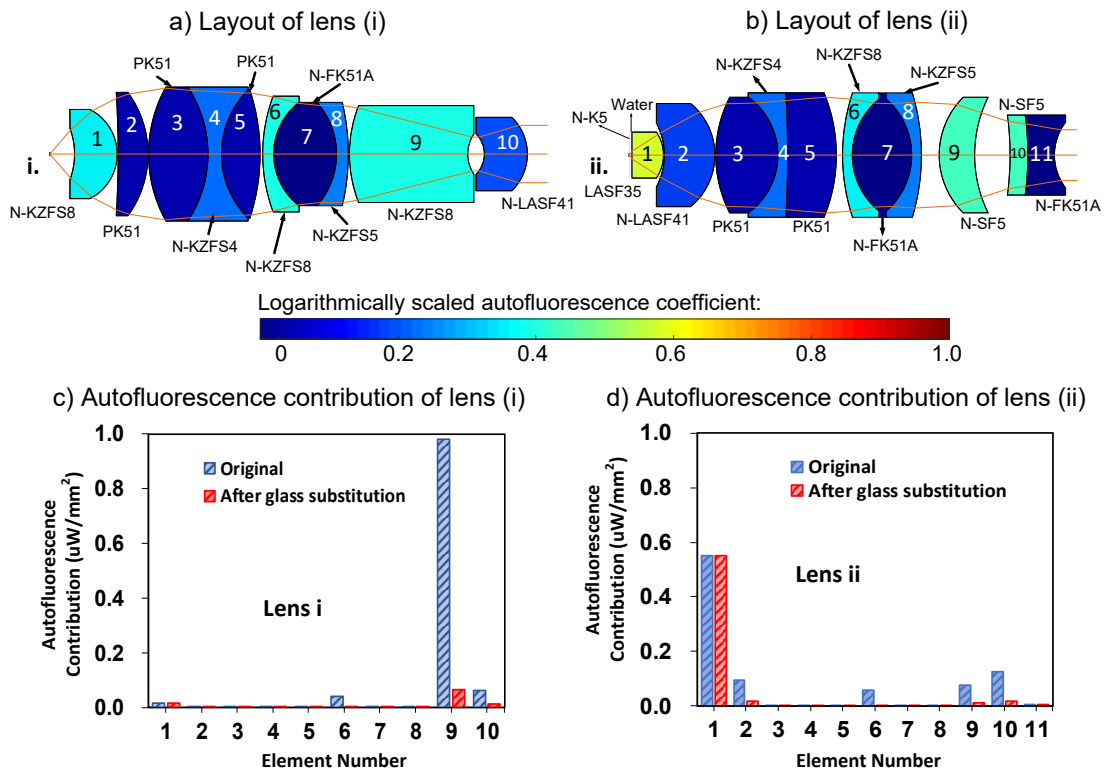 a) Layout of lens (i)
PK51
PK51
N-FK51A
1
2
3
4
5
6
7
8
9
10
i.
N-KZFS8
PK51
N-KZFS4
N-KZFS8
N-KZFS5
N-KZFS8
N-LASF41
b) Layout of lens (ii)
N-KZFS8
N-KZFS4
N-KZFS5
Water
N-K5
N-SF5
1
2
3
4
5
6
7
8
9
10
11
ii.
LASF35
N-LASF41
PK51
PK51
N-FK51A
N-SF5
N-FK51A
Logarithmically scaled autofluorescence coefficient:
0 0.2 0.4 0.6 0.8 1.0
c) Autofluorescence contribution of lens (i)
Autofluorescence
Contribution (uW/mm²)
1.0
0.8
0.6
0.4
0.2
0.0
Original
After glass substitution
Lens i
1 2 3 4 5 6 7 8 9 10
Element Number
d) Autofluorescence contribution of lens (ii)
Autofluorescence
Contribution (uW/mm²)
1.0
0.8
0.6
0.4
0.2
0.0
Original
After glass substitution
Lens ii
1 2 3 4 5 6 7 8 9 10 11
Element Number